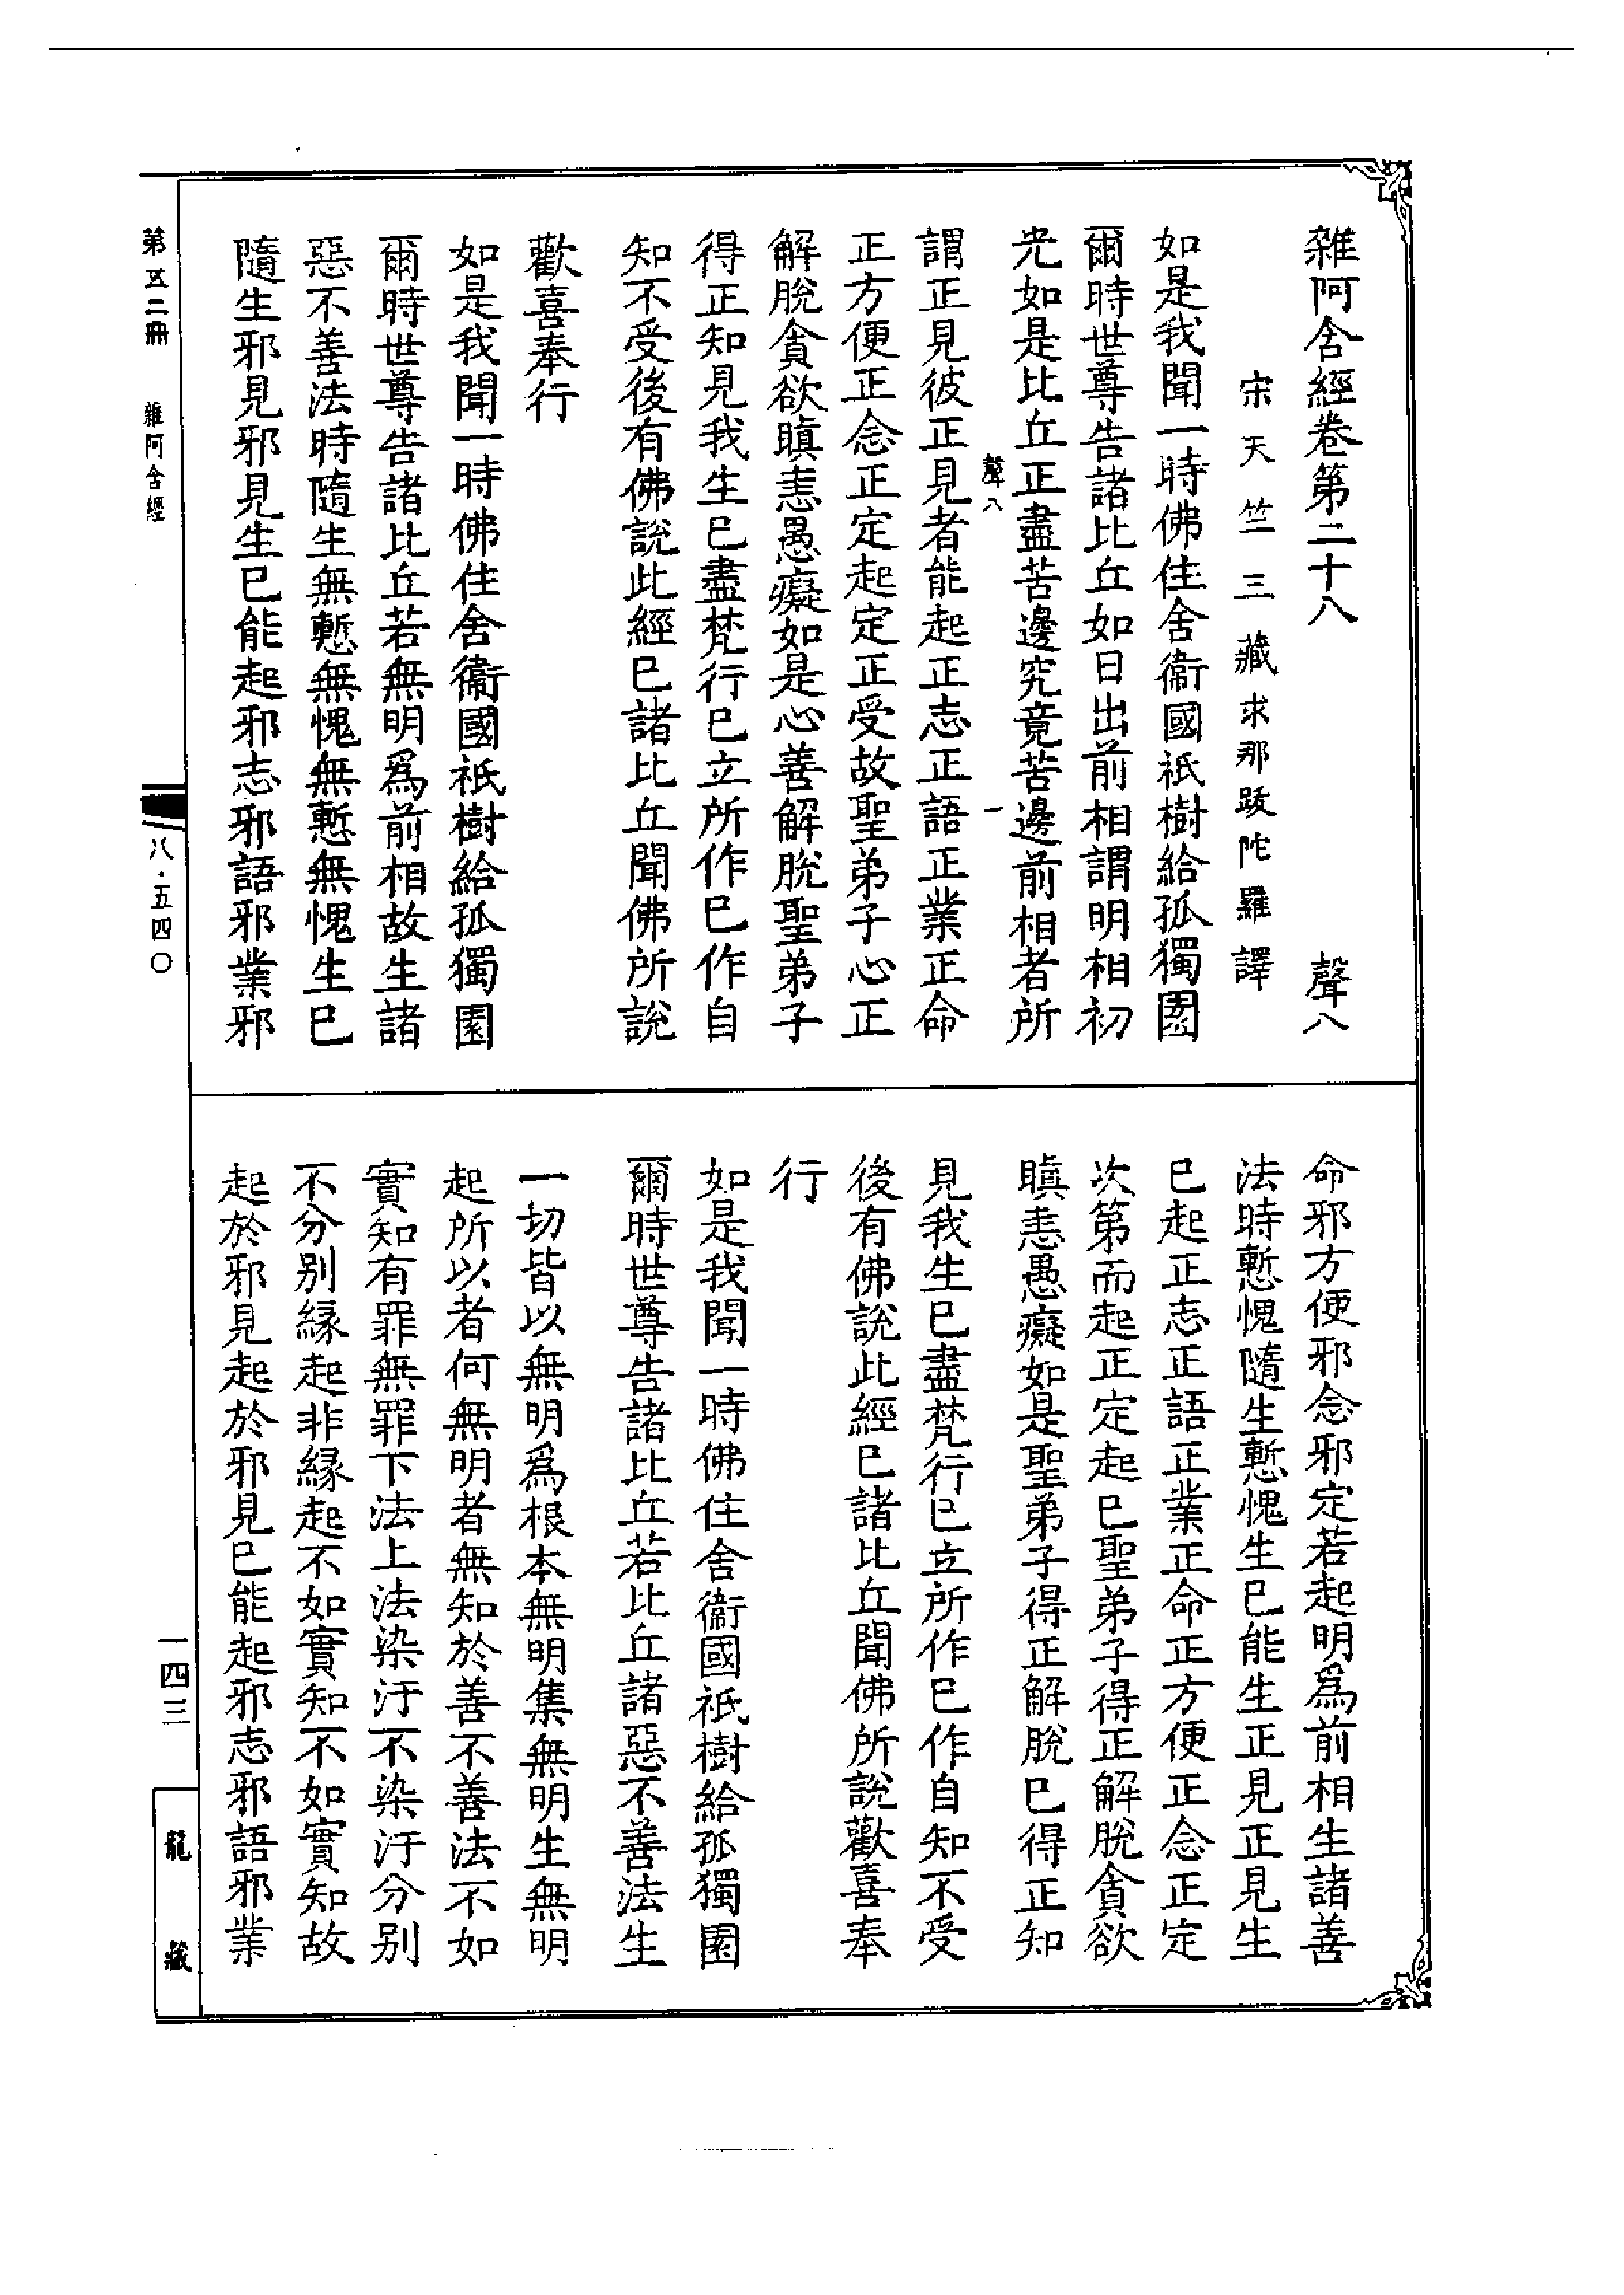 雜阿含經卷第二十八　聲八
宋天竺三藏求那跋陀羅譯
如是我聞一時佛住舍衞國祇樹給孤獨園
爾時世尊告諸比丘如日出前相謂明相初
光如是比丘正盡苦邊究竟苦邊前相者所
聲八　一
謂正見彼正見者能起正志正語正業正命
正方便正念正定起定正受故聖弟子心正
解脫貪欲瞋恚愚癡如是心善解脫聖弟子
得正知見我生已盡梵行已立所作已作自
知不受後有佛說此經已諸比丘聞佛所說
歡喜奉行
如是我聞一時佛住舍衞國祇樹給孤獨園
爾時世尊告諸比丘若無明爲前相故生諸
惡不善法時隨生無慙無愧無慙無愧生已
隨生邪見邪見生已能起邪志邪語邪業邪
命邪方便邪念邪定若起明爲前相生諸善
法時慙愧隨生慙愧生已能生正見正見生
已起正志正語正業正命正方便正念正定
次第而起正定起已聖弟子得正解脫貪欲
瞋恚愚癡如是聖弟子得正解脫已得正知
見我生已盡梵行已立所作已作自知不受
後有佛說此經已諸比丘聞佛所說歡喜奉
行
如是我聞一時佛住舍衞國祇樹給孤獨園
爾時世尊告諸比丘若比丘諸惡不善法生
一切皆以無明爲根本無明集無明生無明
起所以者何無明者無知於善不善法不如
實知有罪無罪下法上法染汙不染汙分別
不分別緣起非緣起不如實知不如實知故
起於邪見起於邪見已能起邪志邪語邪業
第五二冊　雜阿含經
八·五四〇
一四三
龍藏